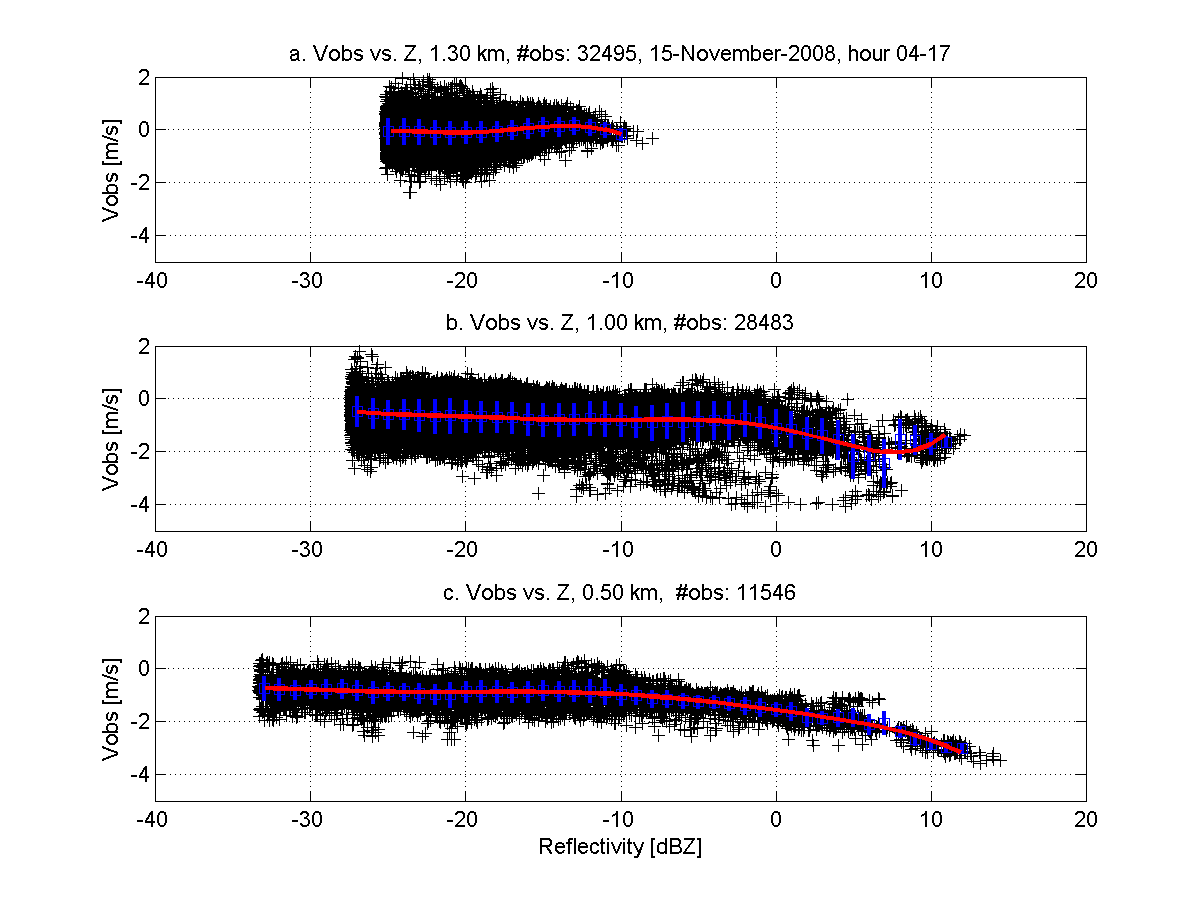 a. Vobs vs. Z, 1.30 km, #obs: 32495, 15-November-2008, hour 04-17
2
0
-2
-4
Vobs [m/s]
-40 -30 -20 -10 0 10 20
b. Vobs vs. Z, 1.00 km, #obs: 28483
2
0
-2
-4
Vobs [m/s]
-40 -30 -20 -10 0 10 20
c. Vobs vs. Z, 0.50 km,  #obs: 11546
2
0
-2
-4
Vobs [m/s]
-40 -30 -20 -10 0 10 20
Reflectivity [dBZ]